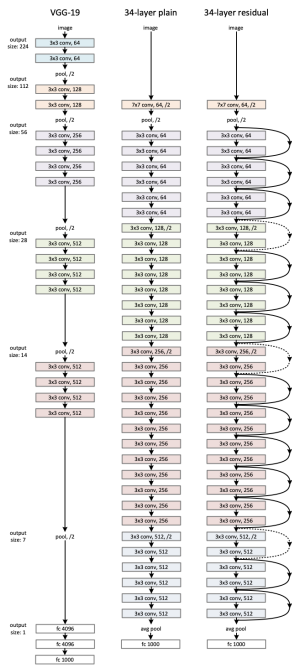 VGG-19
34-layer plain
34-layer residual
output
size: 224
output
size: 112
output
size: 56
output
size: 28
output
size: 14
output
size: 7
output
size: 1
image
3x3 conv, 64
3x3 conv, 64
pool, /2
3x3 conv, 128
3x3 conv, 128
pool, /2
3x3 conv, 256
3x3 conv, 256
3x3 conv, 256
3x3 conv, 256
pool, /2
3x3 conv, 512
3x3 conv, 512
3x3 conv, 512
3x3 conv, 512
pool, /2
3x3 conv, 512
3x3 conv, 512
3x3 conv, 512
3x3 conv, 512
pool, /2
fc 4096
fc 4096
fc 1000
image
7x7 conv, 64, /2
pool, /2
3x3 conv, 64
3x3 conv, 64
3x3 conv, 64
3x3 conv, 64
3x3 conv, 64
3x3 conv, 64
3x3 conv, 128, /2
3x3 conv, 128
3x3 conv, 128
3x3 conv, 128
3x3 conv, 128
3x3 conv, 128
3x3 conv, 128
3x3 conv, 128
3x3 conv, 256, /2
3x3 conv, 256
3x3 conv, 256
3x3 conv, 256
3x3 conv, 256
3x3 conv, 256
3x3 conv, 256
3x3 conv, 256
3x3 conv, 256
3x3 conv, 256
3x3 conv, 256
3x3 conv, 256
3x3 conv, 512, /2
3x3 conv, 512
3x3 conv, 512
3x3 conv, 512
3x3 conv, 512
3x3 conv, 512
avg pool
fc 1000
image
7x7 conv, 64, /2
pool, /2
3x3 conv, 64
3x3 conv, 64
3x3 conv, 64
3x3 conv, 64
3x3 conv, 64
3x3 conv, 64
3x3 conv, 128, /2
3x3 conv, 128
3x3 conv, 128
3x3 conv, 128
3x3 conv, 128
3x3 conv, 128
3x3 conv, 128
3x3 conv, 128
3x3 conv, 256, /2
3x3 conv, 256
3x3 conv, 256
3x3 conv, 256
3x3 conv, 256
3x3 conv, 256
3x3 conv, 256
3x3 conv, 256
3x3 conv, 256
3x3 conv, 256
3x3 conv, 256
3x3 conv, 256
3x3 conv, 512, /2
3x3 conv, 512
3x3 conv, 512
3x3 conv, 512
3x3 conv, 512
3x3 conv, 512
avg pool
fc 1000